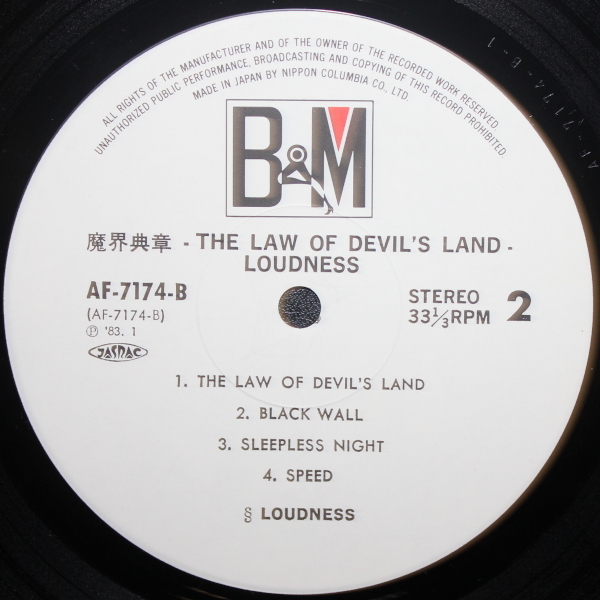 ALL RIGHTS OF THE MANUFACTURER AND OF THE OWNER OF THE RECORDED WORK RESERVED.
UNAUTHORIZED PUBLIC PERFORMANCE, BROADCASTING AND COPYING OF THIS RECORD PROHIBITED.
MADE IN JAPAN BY NIPPON COLUMBIA CO., LTD.
B&M
魔界典章 - THE LAW OF DEVIL'S LAND -
LOUDNESS
AF-7174-B
(AF-7174-B)
Ⓟ '83. 1
JASRAC
STEREO
33⅓RPM
2
1. THE LAW OF DEVIL'S LAND
2. BLACK WALL
3. SLEEPLESS NIGHT
4. SPEED
§ LOUDNESS
AF-7174-B-1